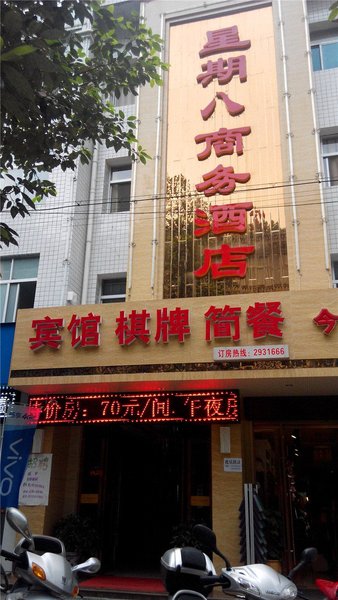 星期八商务酒店
宾馆 棋牌 简餐 今
订房热线：2931666
价房：70元/间 午夜
vivo